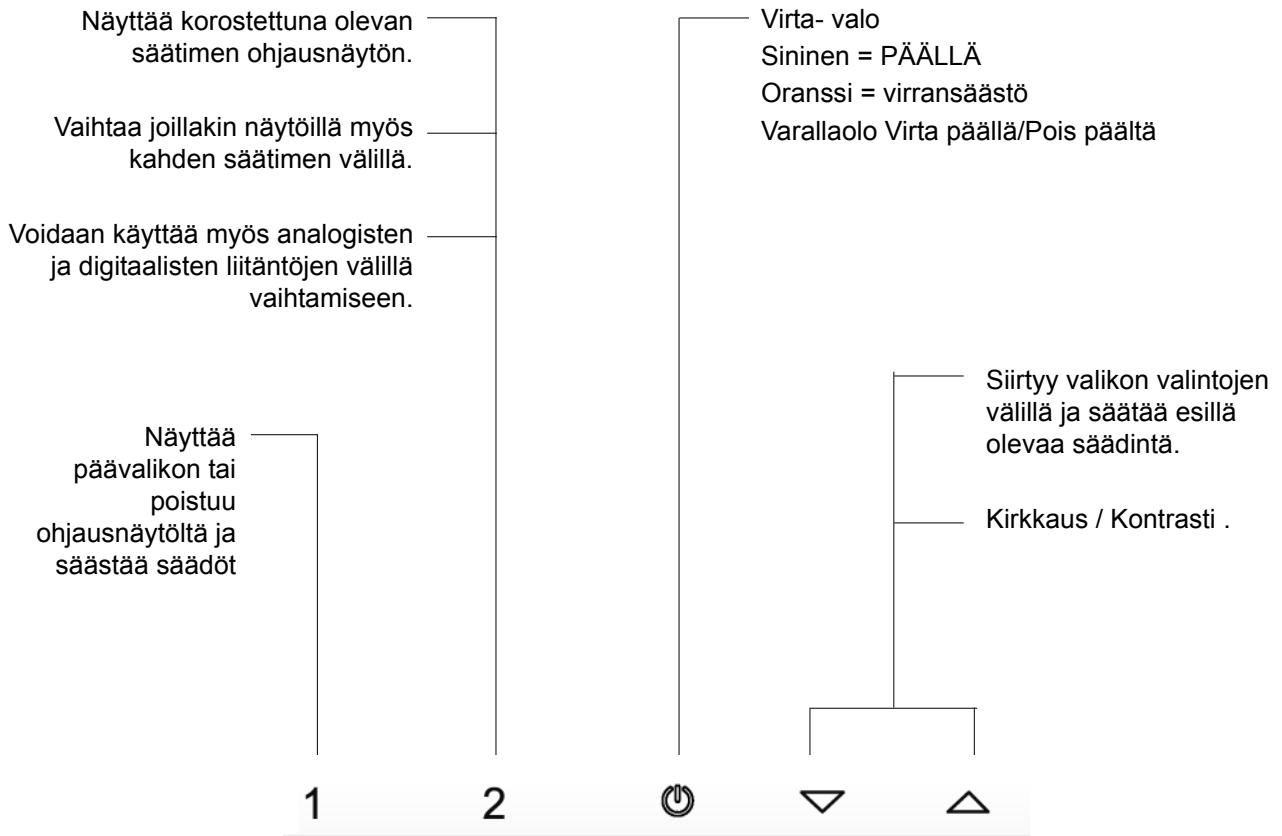 Näyttää korostettuna olevan
säätimen ohjausnäytön.
Vaihtaa joillakin näytöillä myös
kahden säätimen välillä.
Voidaan käyttää myös analogisten
ja digitaalisten liitäntöjen välillä
vaihtamiseen.
Näyttää
päävalikon tai
poistuu
ohjausnäytöltä ja
säästää säädöt
Virta- valo
Sininen = PÄÄLLÄ
Oranssi = virransäästö
Varallaolo Virta päällä/Pois päältä
Siirtyy valikon valintojen
välillä ja säätää esillä
olevaa säädintä.
Kirkkaus / Kontrasti .
1 2